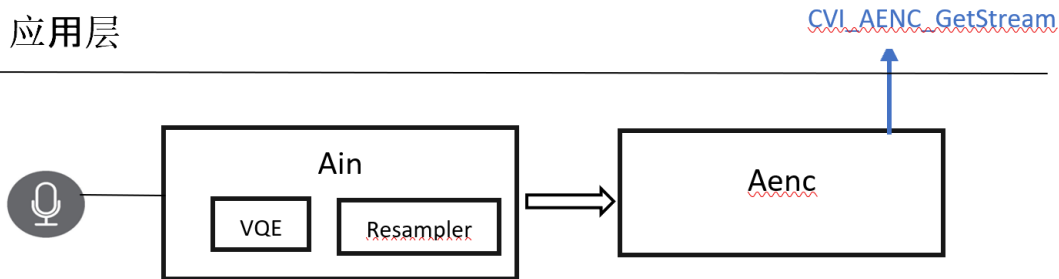 CVI_AENC_GetStream
应用层
Ain
Aenc
VQE
Resampler